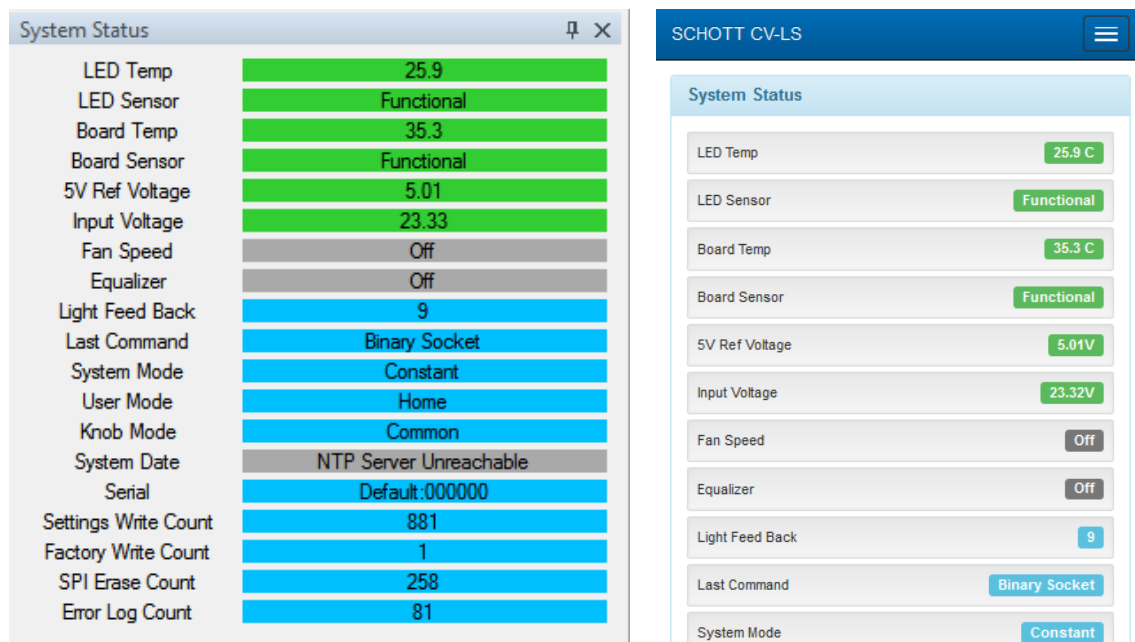 System Status
LED Temp 25.9
LED Sensor Functional
Board Temp 35.3
Board Sensor Functional
5V Ref Voltage 5.01
Input Voltage 23.33
Fan Speed Off
Equalizer Off
Light Feed Back 9
Last Command Binary Socket
System Mode Constant
User Mode Home
Knob Mode Common
System Date NTP Server Unreachable
Serial Default:000000
Settings Write Count 881
Factory Write Count 1
SPI Erase Count 258
Error Log Count 81
SCHOTT CV-LS
System Status
LED Temp 25.9 C
LED Sensor Functional
Board Temp 35.3 C
Board Sensor Functional
5V Ref Voltage 5.01V
Input Voltage 23.32V
Fan Speed Off
Equalizer Off
Light Feed Back 9
Last Command Binary Socket
System Mode Constant